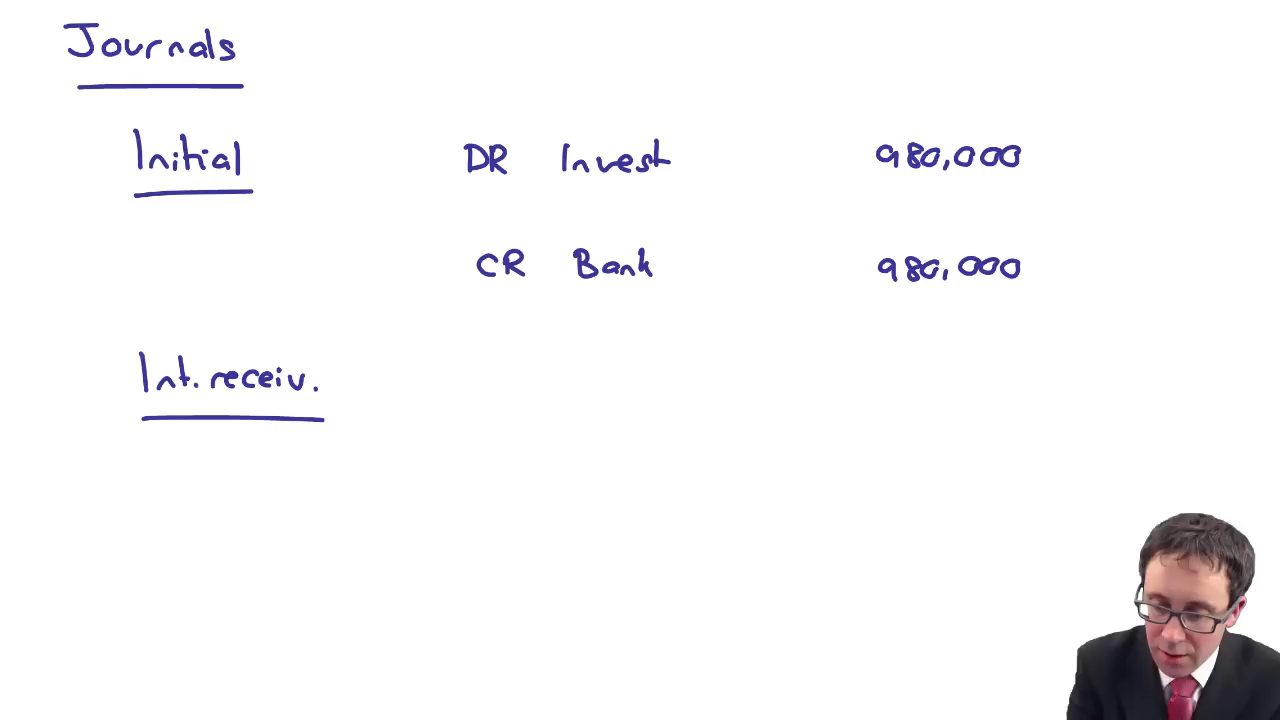 Journals
Initial DR Invest 980,000
CR Bank 980,000
Int. receiv.